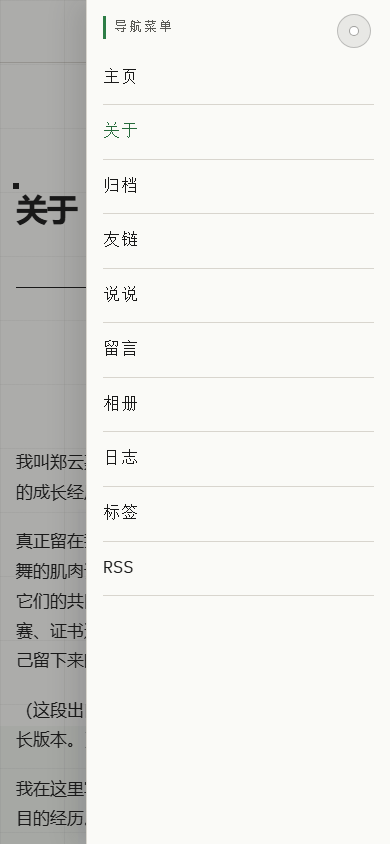 导航菜单
主页
关于
归档
友链
说说
留言
相册
日志
标签
RSS
关于
我叫郑云
的成长经
真正留在
舞的肌肉
它们的共
赛、证书
己留下来
（这段出
长版本。
我在这里
目的经历